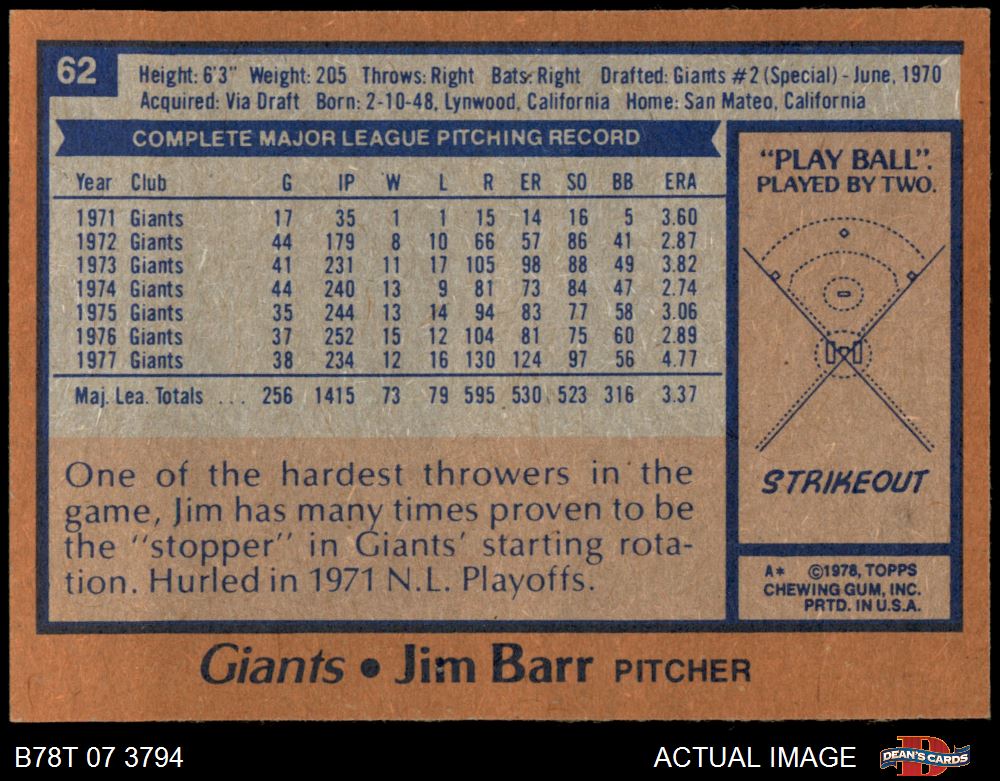 62
Height: 6'3" Weight: 205 Throws: Right Bats: Right Drafted: Giants #2 (Special) - June, 1970
Acquired: Via Draft Born: 2-10-48, Lynwood, California Home: San Mateo, California
COMPLETE MAJOR LEAGUE PITCHING RECORD
Year Club G IP W L R ER SO BB ERA
1971 Giants 17 35 1 1 15 14 16 5 3.60
1972 Giants 44 179 8 10 66 57 86 41 2.87
1973 Giants 41 231 11 17 105 98 88 49 3.82
1974 Giants 44 240 13 9 81 73 84 47 2.74
1975 Giants 35 244 13 14 94 83 77 58 3.06
1976 Giants 37 252 15 12 104 81 75 60 2.89
1977 Giants 38 234 12 16 130 124 97 56 4.77
Maj. Lea. Totals ... 256 1415 73 79 595 530 523 316 3.37
One of the hardest throwers in the
game, Jim has many times proven to be
the "stopper" in Giants' starting rota-
tion. Hurled in 1971 N.L. Playoffs.
"PLAY BALL".
PLAYED BY TWO.
STRIKEOUT
A* ©1978, TOPPS
CHEWING GUM, INC.
PRTD. IN U.S.A.
Giants • Jim Barr PITCHER
B78T 07 3794
ACTUAL IMAGE
DEAN'S CARDS